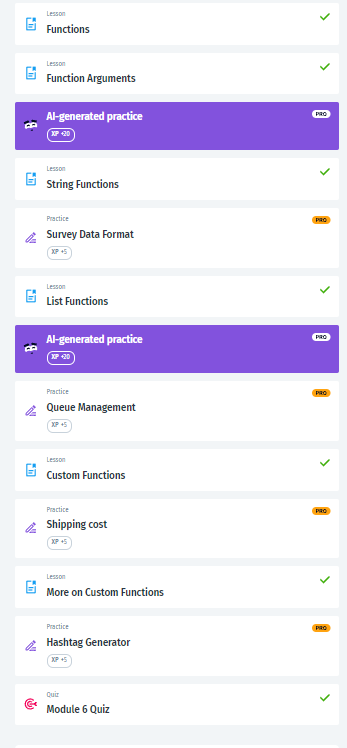 Lesson
Functions
Lesson
Function Arguments
AI-generated practice
PRO
XP +20
Lesson
String Functions
Practice
PRO
Survey Data Format
XP +5
Lesson
List Functions
AI-generated practice
PRO
XP +20
Practice
PRO
Queue Management
XP +5
Lesson
Custom Functions
Practice
PRO
Shipping cost
XP +5
Lesson
More on Custom Functions
Practice
PRO
Hashtag Generator
XP +5
Quiz
Module 6 Quiz